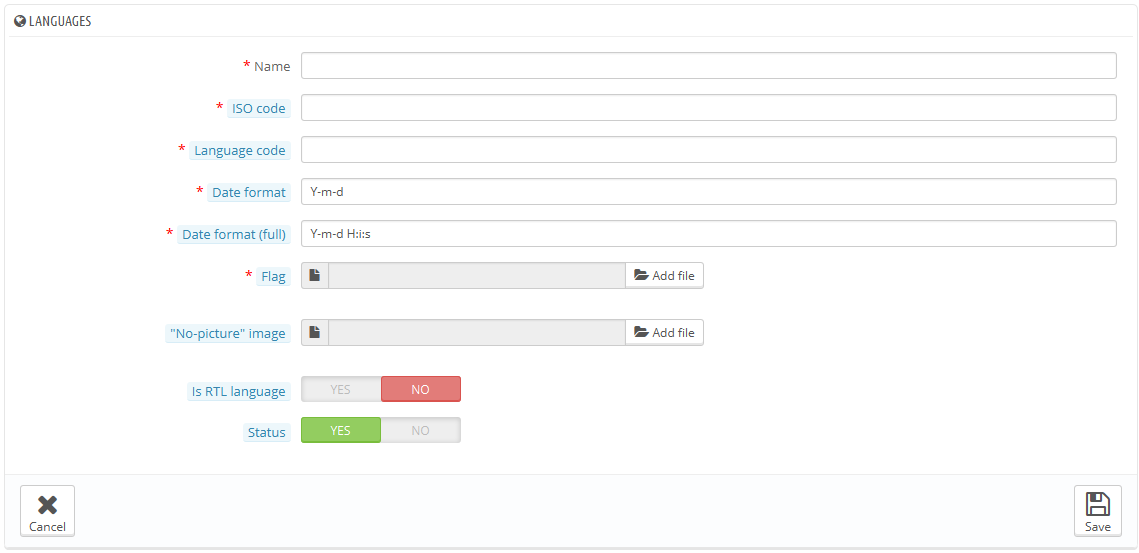 LANGUAGES
* Name
* ISO code
* Language code
* Date format Y-m-d
* Date format (full) Y-m-d H:i:s
* Flag Add file
"No-picture" image Add file
Is RTL language YES NO
Status YES NO
Cancel Save